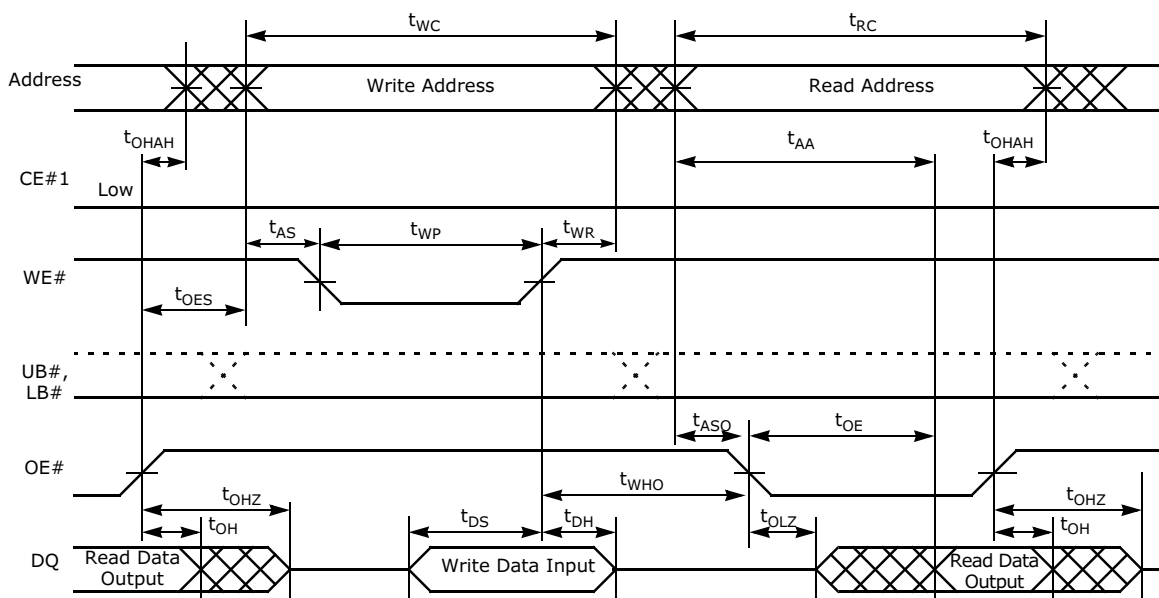 tWC
tRC
Address
Write Address
Read Address
tOHAH
tAA
tOHAH
CE#1
Low
tAS
tWP
tWR
WE#
tOES
UB#,
LB#
tASO
tOE
OE#
tOHZ
tWHO
tOHZ
tOH
tDS
tDH
tOLZ
tOH
DQ
Read Data
Output
Write Data Input
Read Data
Output